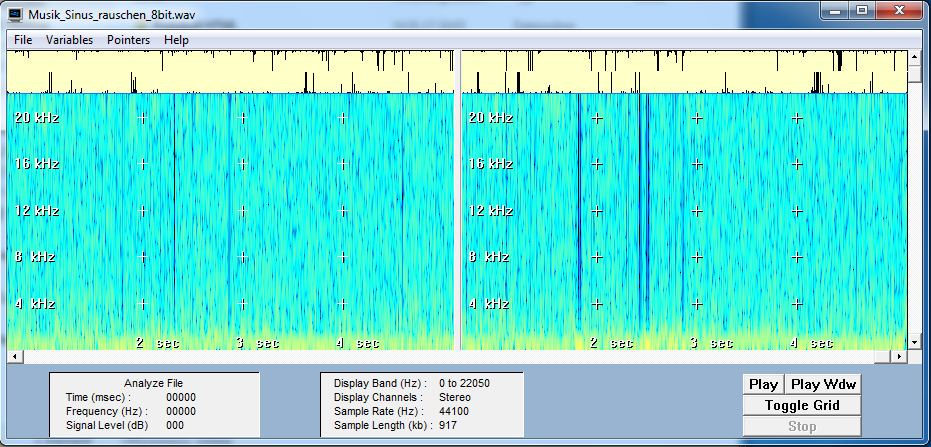 Musik_Sinus_rauschen_8bit.wav
File Variables Pointers Help
20 kHz 20 kHz
16 kHz 16 kHz
12 kHz 12 kHz
8 kHz 8 kHz
4 kHz 4 kHz
2 sec 3 sec 4 sec 2 sec 3 sec 4 sec
Analyze File
Time (msec) : 00000
Frequency (Hz) : 00000
Signal Level (dB) 000
Display Band (Hz) : 0 to 22050
Display Channels : Stereo
Sample Rate (Hz) : 44100
Sample Length (kb) : 917
Play Play Wdw
Toggle Grid
Stop